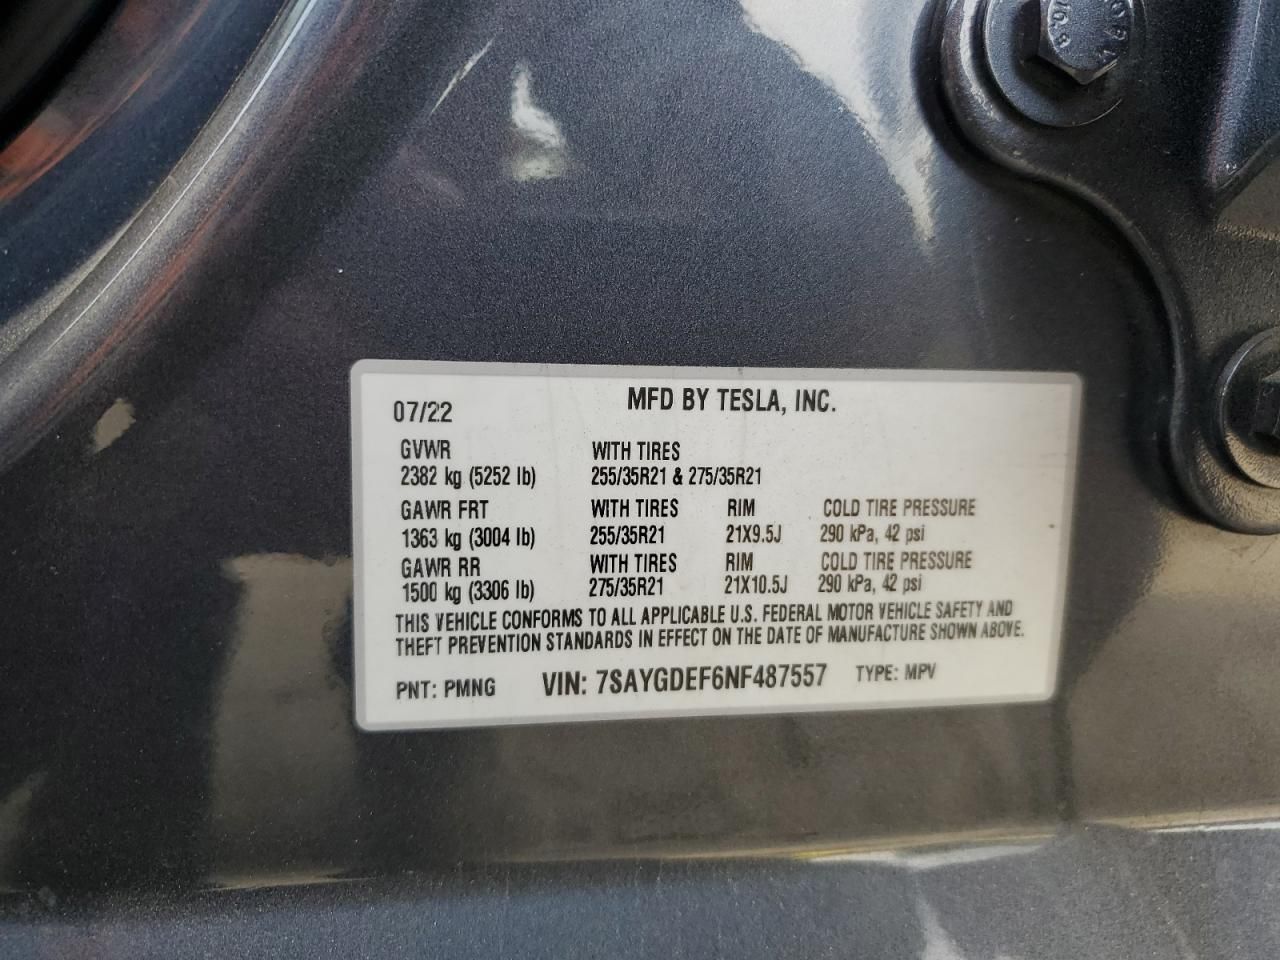 07/22 MFD BY TESLA, INC.
GVWR WITH TIRES
2382 kg (5252 lb) 255/35R21 & 275/35R21
GAWR FRT WITH TIRES RIM COLD TIRE PRESSURE
1363 kg (3004 lb) 255/35R21 21X9.5J 290 kPa, 42 psi
GAWR RR WITH TIRES RIM COLD TIRE PRESSURE
1500 kg (3306 lb) 275/35R21 21X10.5J 290 kPa, 42 psi
THIS VEHICLE CONFORMS TO ALL APPLICABLE U.S. FEDERAL MOTOR VEHICLE SAFETY AND
THEFT PREVENTION STANDARDS IN EFFECT ON THE DATE OF MANUFACTURE SHOWN ABOVE.
PNT: PMNG VIN: 7SAYGDEF6NF487557 TYPE: MPV